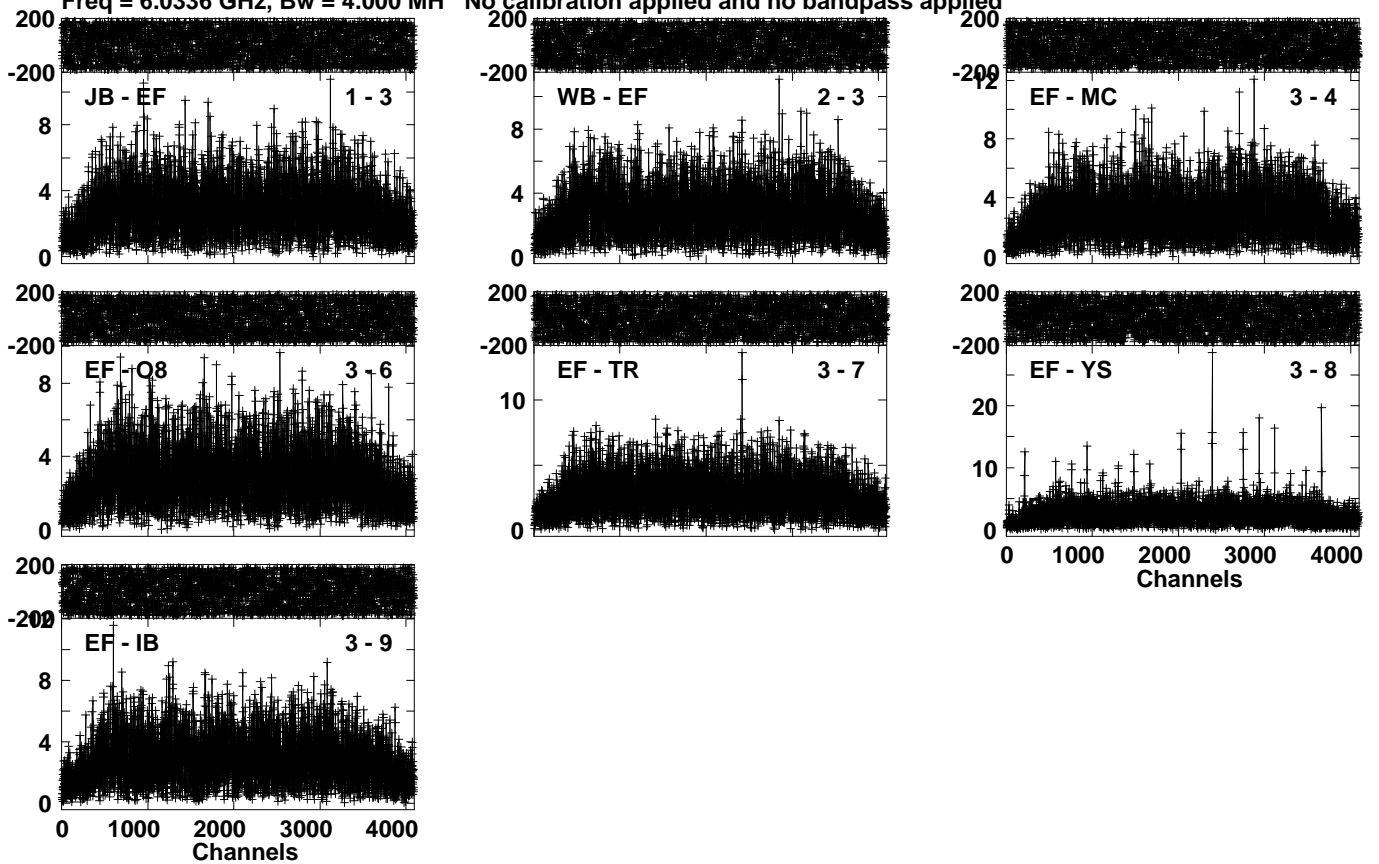 Freq = 6.0336 GHz, Bw = 4.000 MH No calibration applied and no bandpass applied
200
-200
JB - EF 1 - 3
8
4
0
WB - EF 2 - 3
8
4
0
200
-200
12
EF - MC 3 - 4
8
4
0
200
-200
EF - O8 3 - 6
8
4
0
EF - TR 3 - 7
10
0
200
-200
EF - YS 3 - 8
20
10
0
0 1000 2000 3000 4000
Channels
200
-200
12
EF - IB 3 - 9
8
4
0
0 1000 2000 3000 4000
Channels